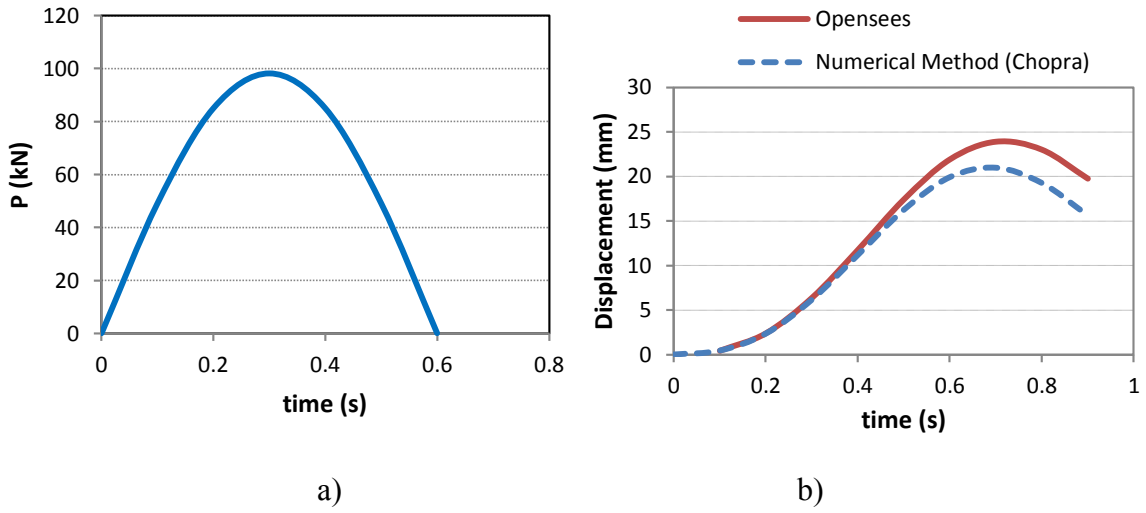 120
100
80
60
40
20
0
P (kN)
0 0.2 0.4 0.6 0.8
time (s)
a)
Opensees
Numerical Method (Chopra)
30
25
20
15
10
5
0
Displacement (mm)
0 0.2 0.4 0.6 0.8 1
time (s)
b)